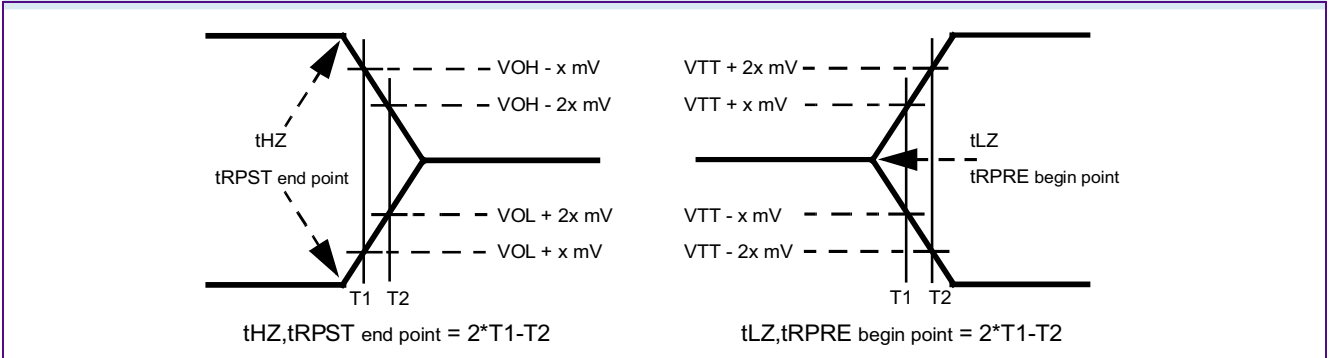 VOH - x mV
VOH - 2x mV
tHZ
tRPST end point
VOL + 2x mV
VOL + x mV
T1 T2
tHZ,tRPST end point = 2*T1-T2
VTT + 2x mV
VTT + x mV
tLZ
tRPRE begin point
VTT - x mV
VTT - 2x mV
T1 T2
tLZ,tRPRE begin point = 2*T1-T2